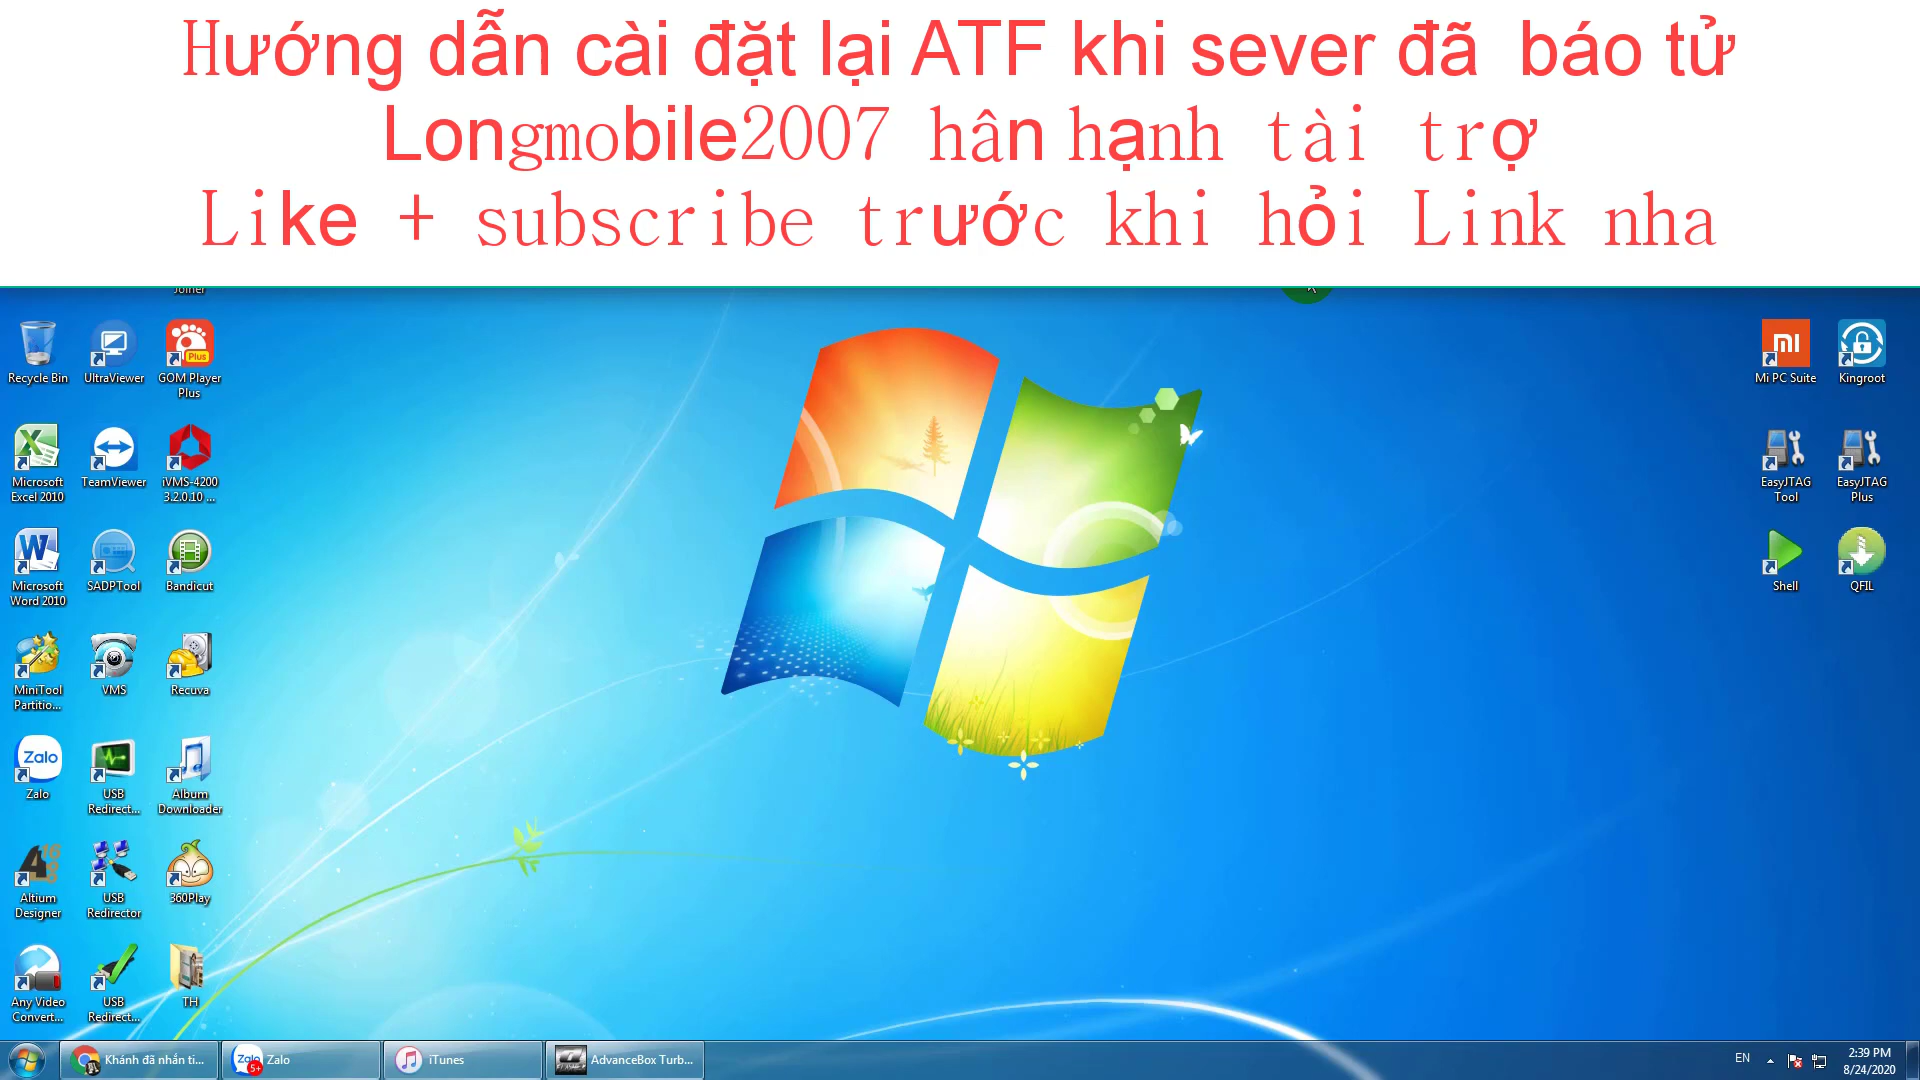 Hướng dẫn cài đặt lại ATF khi sever đã báo tử
Longmobile2007 hân hạnh tài trợ
Like + subscribe trước khi hỏi Link nha
Joiner
Recycle Bin
UltraViewer
GOM Player
Plus
Mi PC Suite
Kingroot
Microsoft
Excel 2010
TeamViewer
iVMS-4200
3.2.0.10 ...
EasyJTAG
Tool
EasyJTAG
Plus
Microsoft
Word 2010
SADPTool
Bandicut
Shell
QFIL
MiniTool
Partitio...
VMS
Recuva
Zalo
Zalo
USB
Redirect...
Album
Downloader
Altium
Designer
USB
Redirector
360Play
Any Video
Convert...
USB
Redirect...
TH
Khánh đã nhắn ti...
Zalo
5+
Zalo
iTunes
AdvanceBox Turb...
EN
2:39 PM
8/24/2020